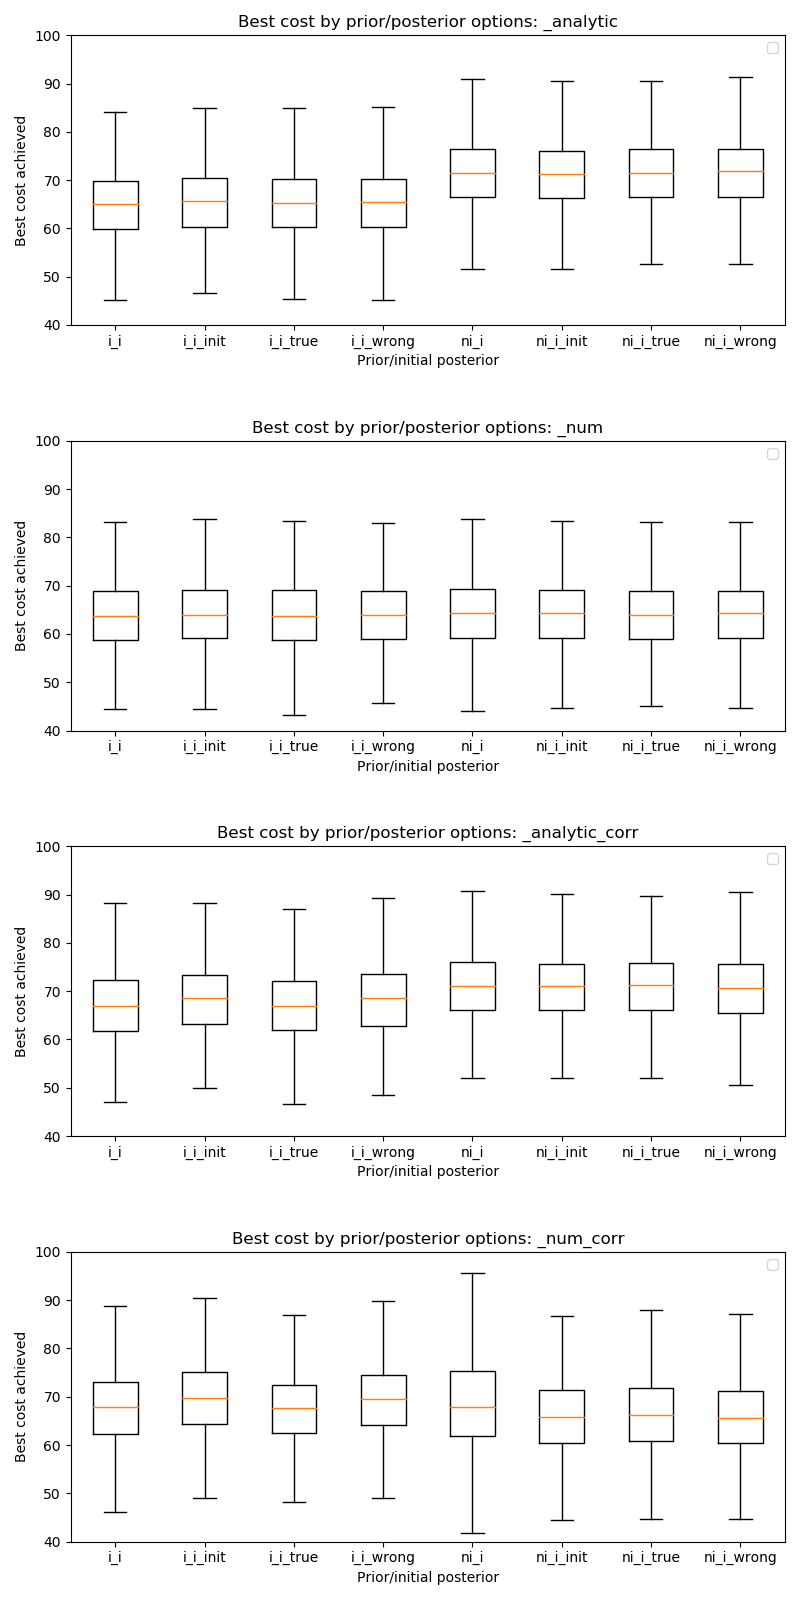 Best cost by prior/posterior options: _analytic
100
90
80
70
60
50
40
Best cost achieved
i_i i_i_init i_i_true i_i_wrong ni_i ni_i_init ni_i_true ni_i_wrong
Prior/initial posterior
Best cost by prior/posterior options: _num
100
90
80
70
60
50
40
Best cost achieved
i_i i_i_init i_i_true i_i_wrong ni_i ni_i_init ni_i_true ni_i_wrong
Prior/initial posterior
Best cost by prior/posterior options: _analytic_corr
100
90
80
70
60
50
40
Best cost achieved
i_i i_i_init i_i_true i_i_wrong ni_i ni_i_init ni_i_true ni_i_wrong
Prior/initial posterior
Best cost by prior/posterior options: _num_corr
100
90
80
70
60
50
40
Best cost achieved
i_i i_i_init i_i_true i_i_wrong ni_i ni_i_init ni_i_true ni_i_wrong
Prior/initial posterior